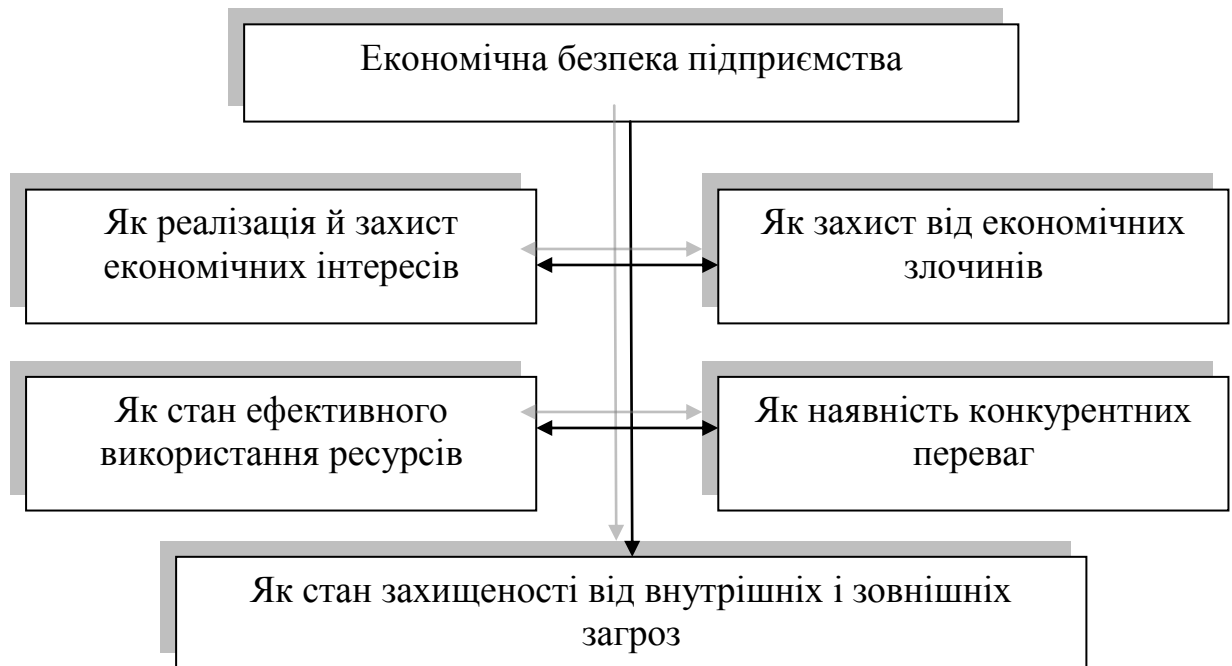 Економічна безпека підприємства
Як реалізація й захист
економічних інтересів
Як захист від економічних
злочинів
Як стан ефективного
використання ресурсів
Як наявність конкурентних
переваг
Як стан захищеності від внутрішніх і зовнішніх
загроз